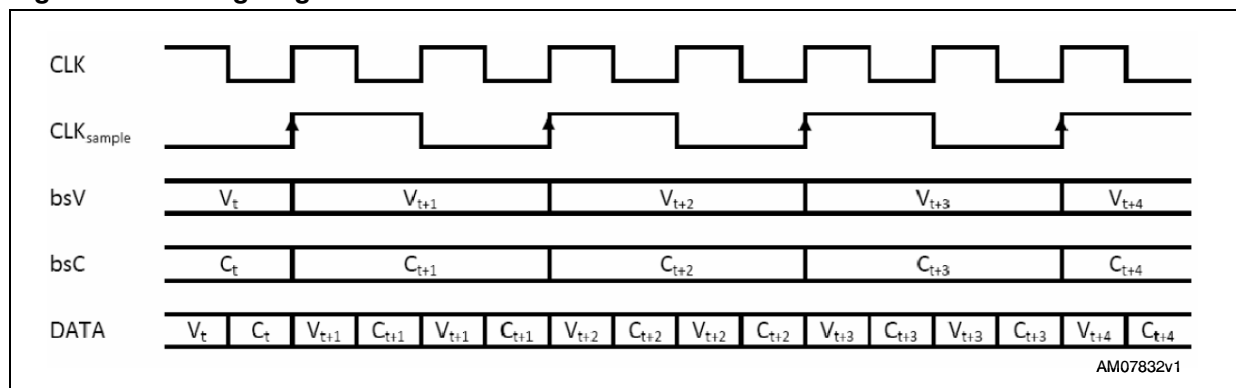 CLK
CLKsample
bsV Vt Vt+1 Vt+2 Vt+3 Vt+4
bsC Ct Ct+1 Ct+2 Ct+3 Ct+4
DATA Vt Ct Vt+1 Ct+1 Vt+1 Ct+1 Vt+2 Ct+2 Vt+2 Ct+2 Vt+3 Ct+3 Vt+3 Ct+3 Vt+4 Ct+4
AM07832v1